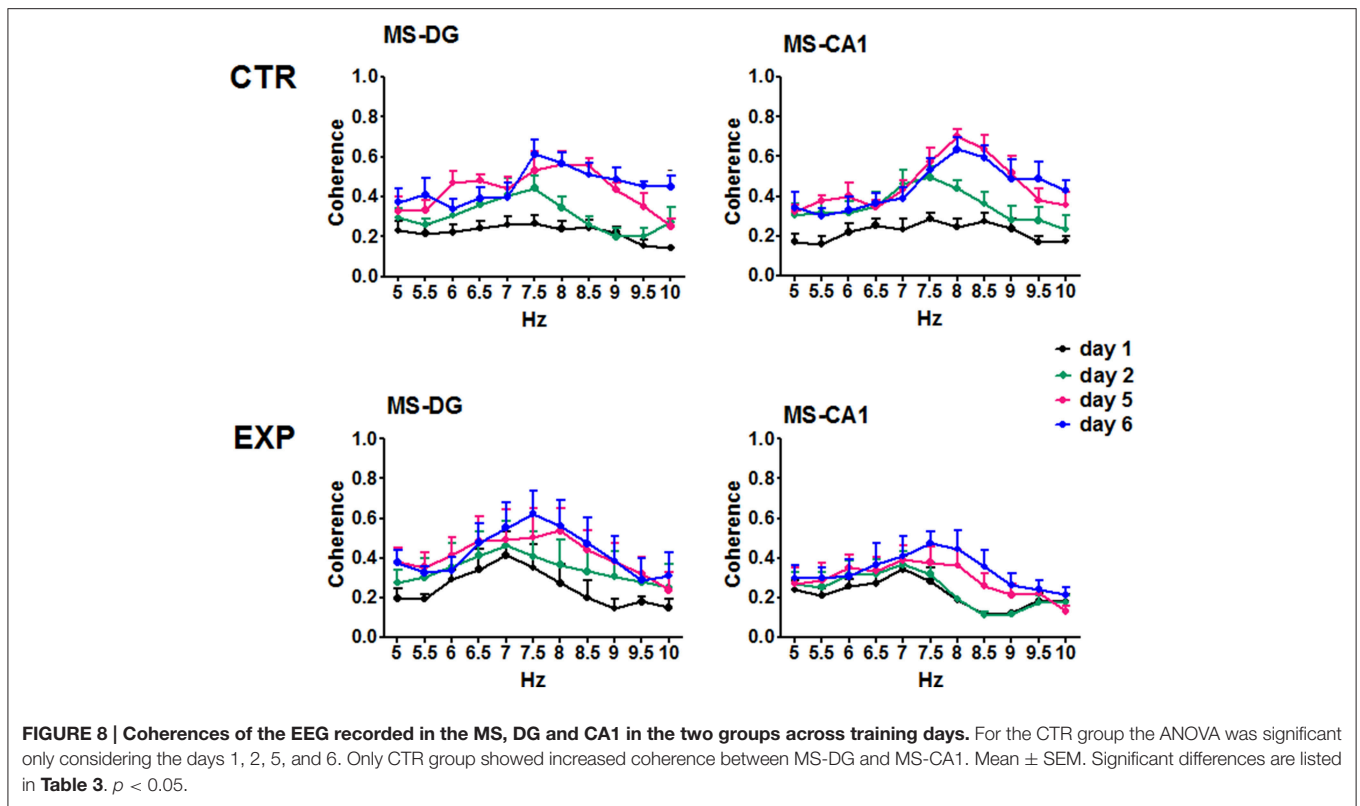 MS-DG
MS-CA1
CTR
1.0
0.8
0.6
0.4
0.2
0.0
Coherence
5 5.5 6 6.5 7 7.5 8 8.5 9 9.5 10
Hz
1.0
0.8
0.6
0.4
0.2
0.0
Coherence
5 5.5 6 6.5 7 7.5 8 8.5 9 9.5 10
Hz
day 1
day 2
day 5
day 6
MS-DG
MS-CA1
EXP
1.0
0.8
0.6
0.4
0.2
0.0
Coherence
5 5.5 6 6.5 7 7.5 8 8.5 9 9.5 10
Hz
1.0
0.8
0.6
0.4
0.2
0.0
Coherence
5 5.5 6 6.5 7 7.5 8 8.5 9 9.5 10
Hz
FIGURE 8 | Coherences of the EEG recorded in the MS, DG and CA1 in the two groups across training days. For the CTR group the ANOVA was significant
only considering the days 1, 2, 5, and 6. Only CTR group showed increased coherence between MS-DG and MS-CA1. Mean ± SEM. Significant differences are listed
in Table 3. p < 0.05.